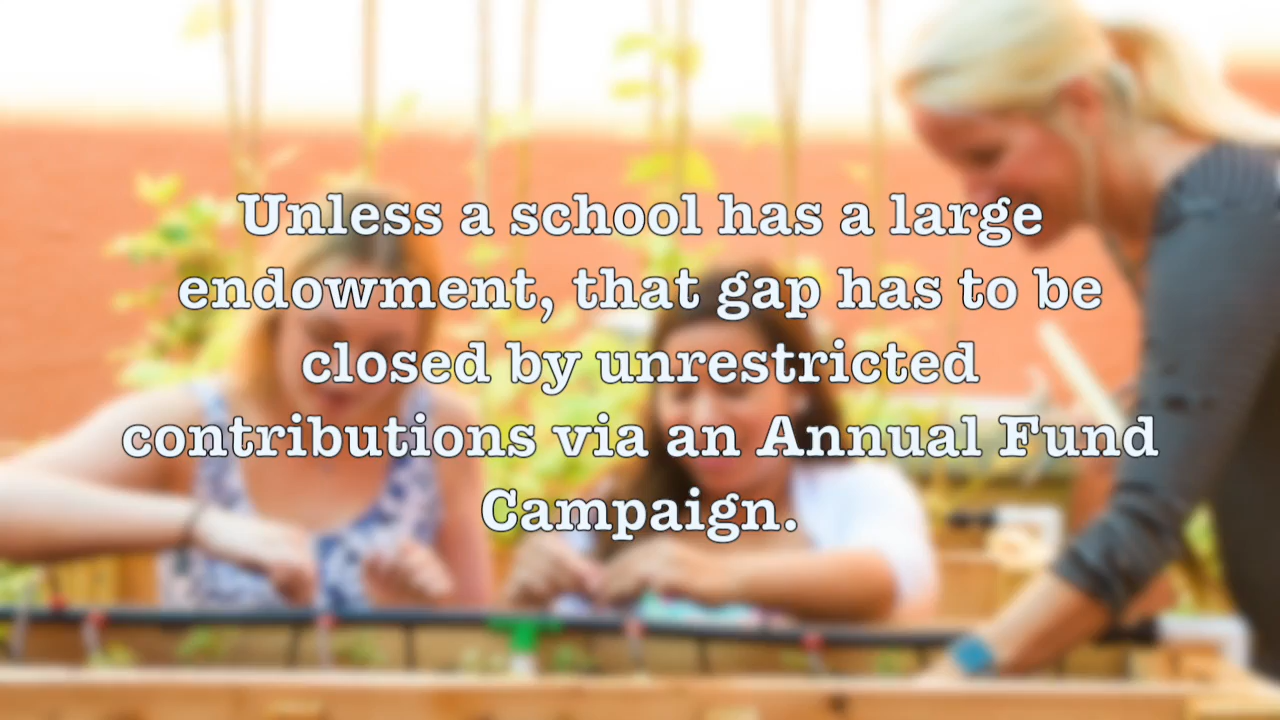 Unless a school has a large
endowment, that gap has to be
closed by unrestricted
contributions via an Annual Fund
Campaign.